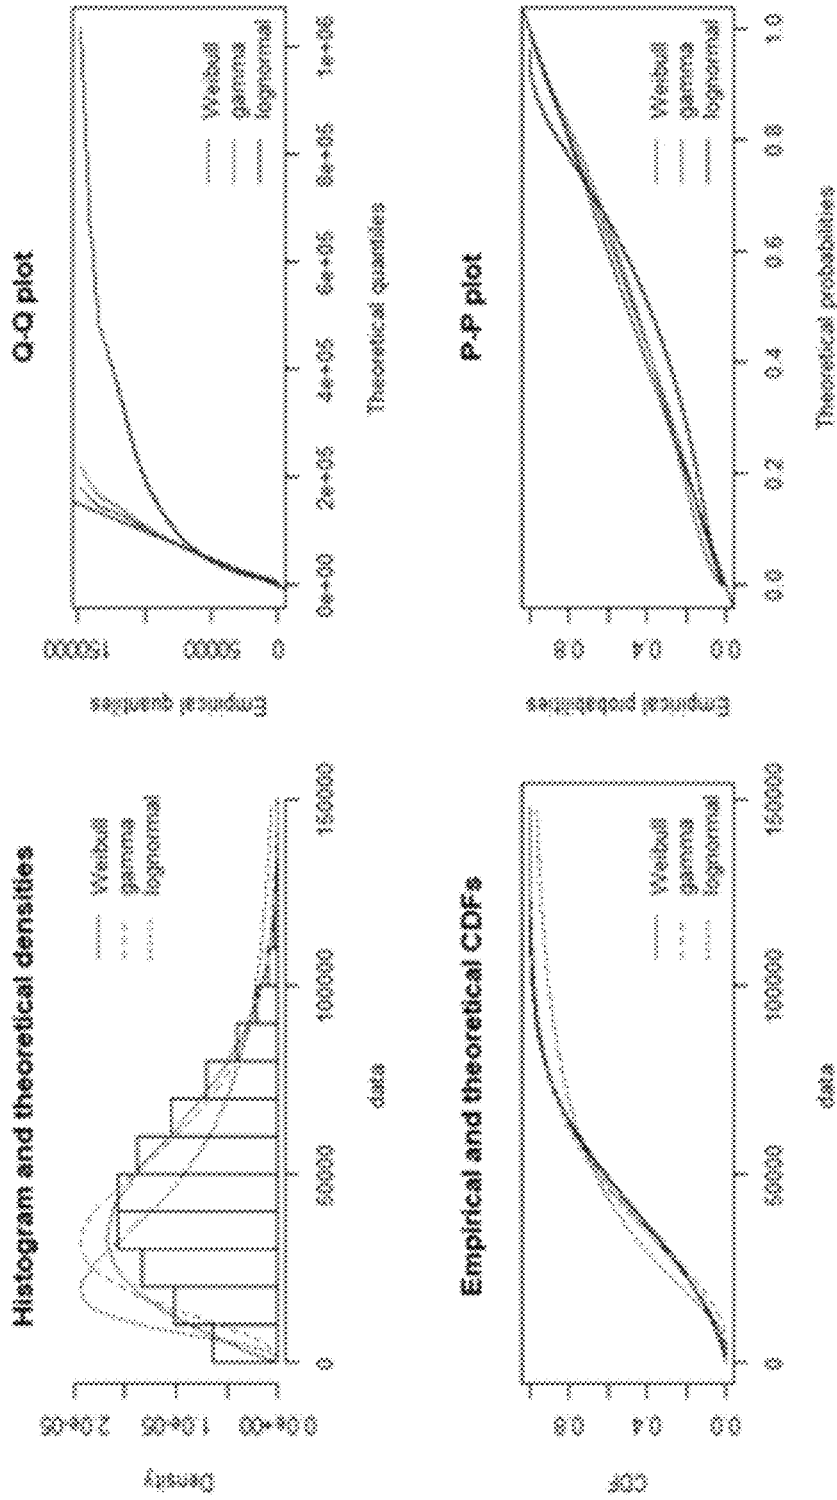 Histogram and theoretical densities
Density
0.0e+00
1.0e-05
2.0e-05
0
50000
100000
150000
data
Weibull
gamma
lognormal
Q-Q plot
Empirical quantiles
0
50000
150000
0e+00
2e+05
4e+05
6e+05
8e+05
1e+06
Theoretical quantiles
Weibull
gamma
lognormal
Empirical and theoretical CDFs
CDF
0.0
0.4
0.8
0
50000
100000
150000
data
Weibull
gamma
lognormal
P-P plot
Empirical probabilities
0.0
0.4
0.8
0.0
0.2
0.4
0.6
0.8
1.0
Theoretical probabilities
Weibull
gamma
lognormal